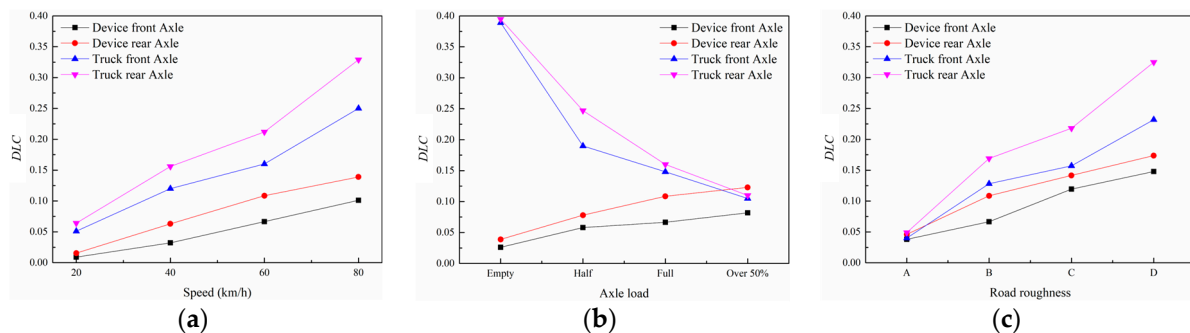 0.40
0.35
0.30
0.25
0.20
0.15
0.10
0.05
0.00
DLC
Device front Axle
Device rear Axle
Truck front Axle
Truck rear Axle
20 40 60 80
Speed (km/h)
(a)
0.40
0.35
0.30
0.25
0.20
0.15
0.10
0.05
0.00
DLC
Device front Axle
Device rear Axle
Truck front Axle
Truck rear Axle
Empty Half Full Over 50%
Axle load
(b)
0.40
0.35
0.30
0.25
0.20
0.15
0.10
0.05
0.00
DLC
Device front Axle
Device rear Axle
Truck front Axle
Truck rear Axle
A B C D
Road roughness
(c)